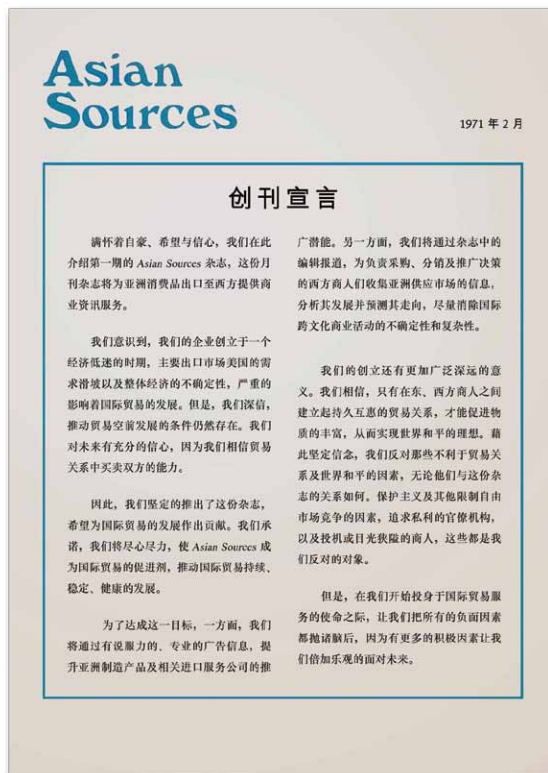 Asian
Sources
1971 年 2 月
创刊宣言
满怀着自豪、希望与信心，我们在此
介绍第一期的 Asian Sources 杂志，这份月
刊杂志将为亚洲消费品出口至西方提供商
业资讯服务。
我们意识到，我们的企业创立于一个
经济低迷的时期，主要出口市场美国的需
求滑坡以及整体经济的不确定性，严重的
影响着国际贸易的发展。但是，我们深信，
推动贸易空前发展的条件仍然存在。我们
对未来有充分的信心，因为我们相信贸易
关系中买卖双方的能力。
因此，我们坚定的推出了这份杂志，
希望为国际贸易的发展作出贡献。我们承
诺，我们将尽心尽力，使 Asian Sources 成
为国际贸易的促进剂，推动国际贸易持续、
稳定、健康的发展。
为了达成这一目标，一方面，我们
将通过有说服力的、专业的广告信息，提
升亚洲制造产品及相关进口服务公司的推
广潜能。另一方面，我们将通过杂志中的
编辑报道，为负责采购、分销及推广决策
的西方商人们收集亚洲供应市场的信息，
分析其发展并预测其走向，尽量消除国际
跨文化商业活动的不确定性和复杂性。
我们的创立还有更加广泛深远的意
义。我们相信，只有在东、西方商人之间
建立起持久互惠的贸易关系，才能促进物
质的丰富，从而实现世界和平的理想。藉
此坚定信念，我们反对那些不利于贸易关
系及世界和平的因素，无论他们与这份杂
志的关系如何。保护主义及其他限制自由
市场竞争的因素，追求私利的官僚机构，
以及投机或目光狭隘的商人，这些都是我
们反对的对象。
但是，在我们开始投身于国际贸易服
务的使命之际，让我们把所有的负面因素
都抛诸脑后，因为有更多的积极因素让我
们倍加乐观的面对未来。